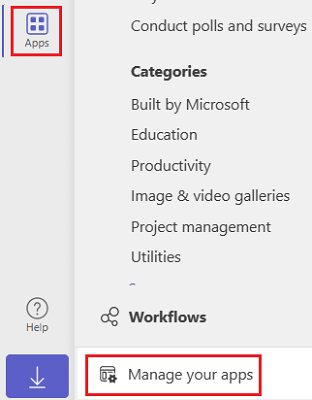 Apps
Conduct polls and surveys
Categories
Built by Microsoft
Education
Productivity
Image & video galleries
Project management
Utilities
Workflows
Help
Manage your apps